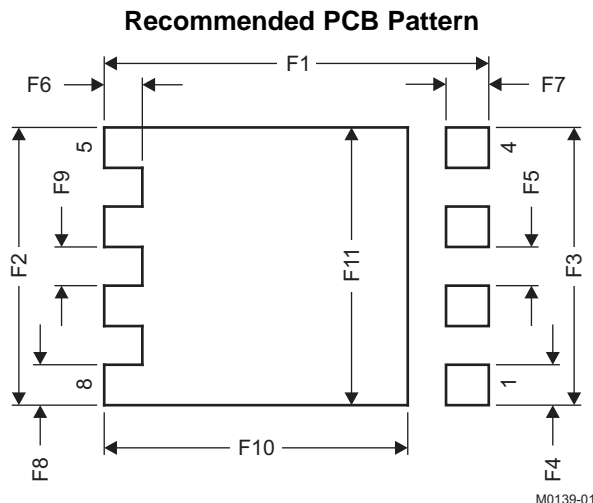 Recommended PCB Pattern
F1
F6
F7
5
4
F9
F5
F2
F11
F3
8
1
F10
F8
F4
M0139-01